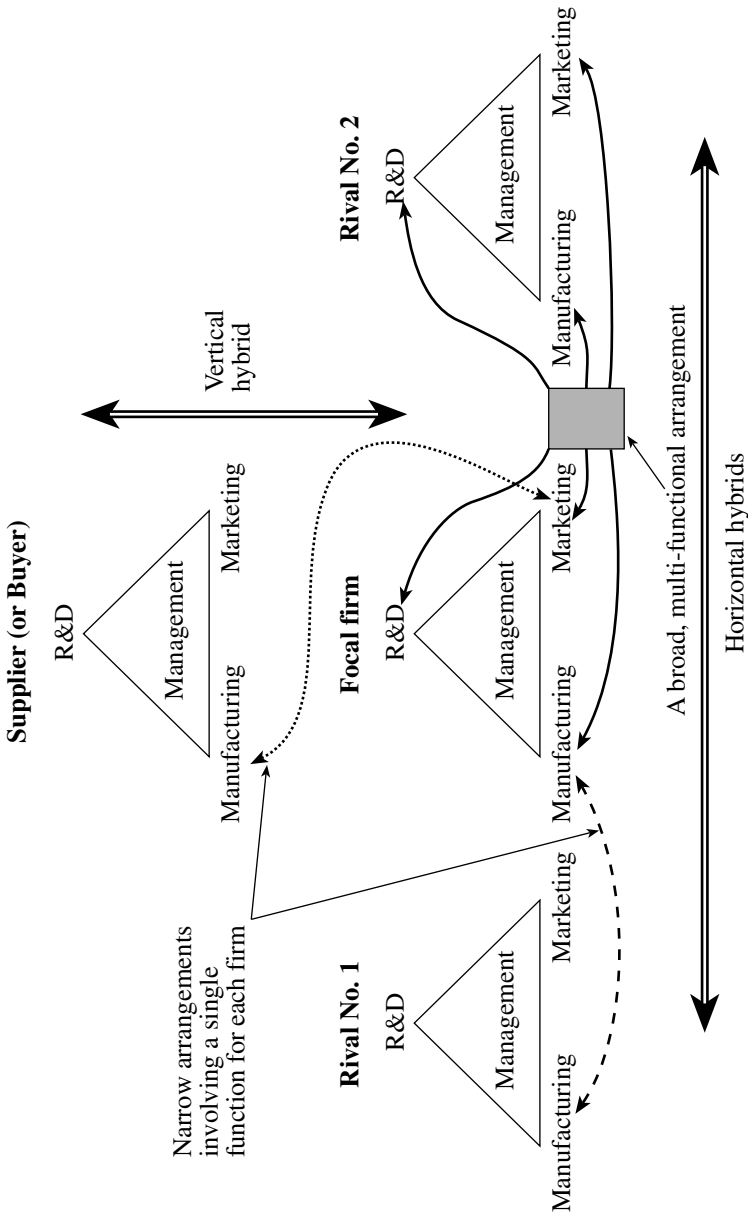 Supplier (or Buyer)
R&D
Management
Manufacturing
Marketing
Vertical
hybrid
Narrow arrangements
involving a single
function for each firm
Rival No. 1
R&D
Management
Manufacturing
Marketing
Focal firm
R&D
Management
Manufacturing
Marketing
Rival No. 2
R&D
Management
Manufacturing
Marketing
A broad, multi-functional arrangement
Horizontal hybrids